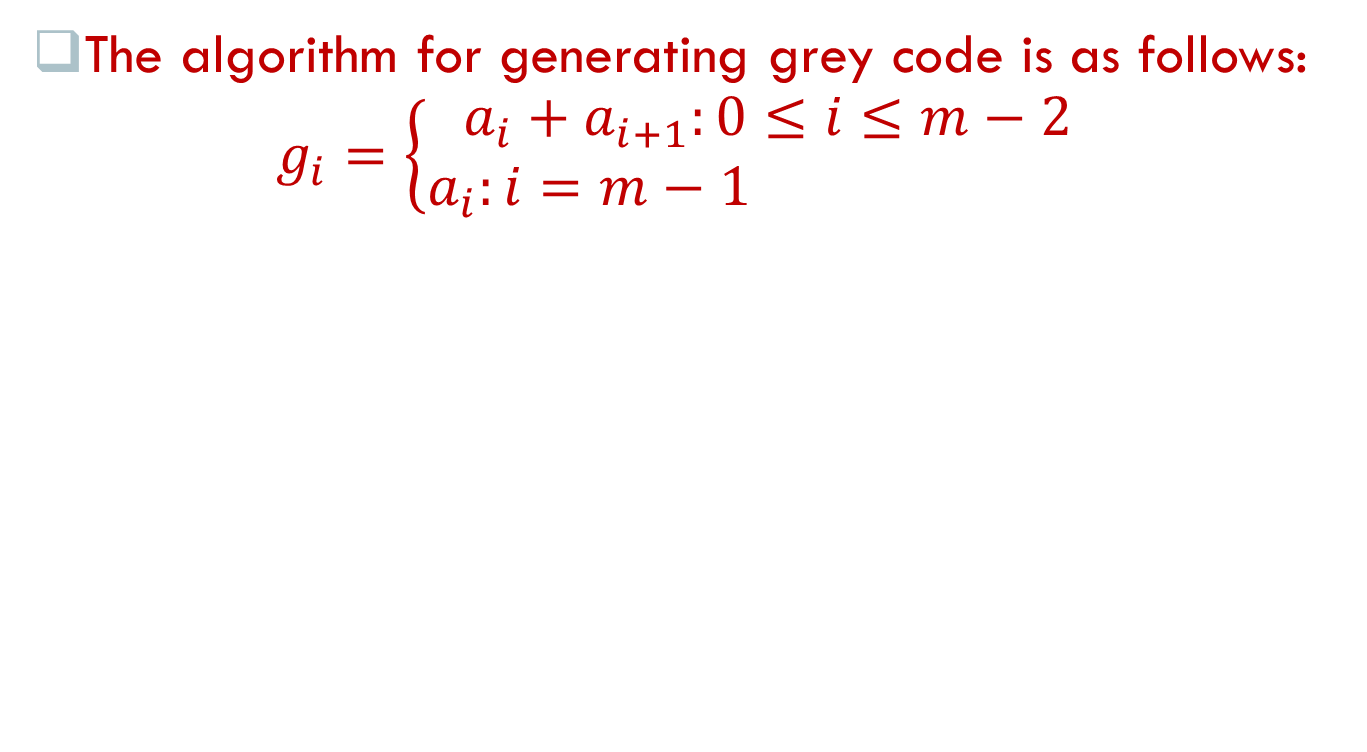 The algorithm for generating grey code is as follows:
g_i = { a_i + a_{i+1}: 0 ≤ i ≤ m − 2
a_i: i = m − 1